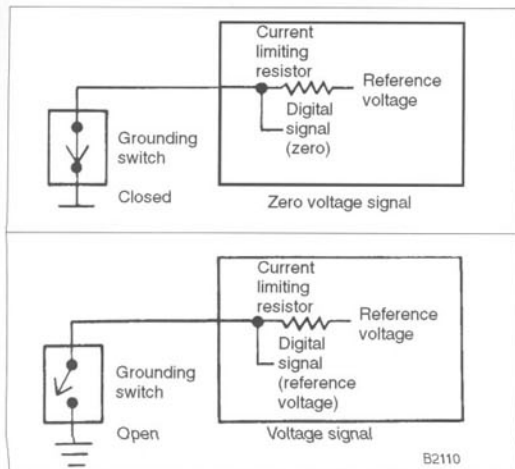 Current
limiting
resistor
Reference
voltage
Digital
signal
(zero)
Grounding
switch
Closed
Zero voltage signal
Current
limiting
resistor
Reference
voltage
Digital
signal
(reference
voltage)
Grounding
switch
Open
Voltage signal
B2110